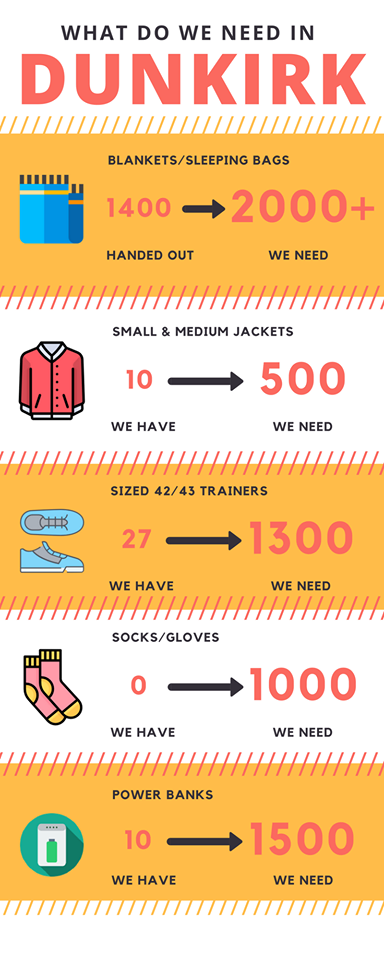 WHAT DO WE NEED IN
DUNKIRK
BLANKETS/SLEEPING BAGS
1400 2000+
HANDED OUT WE NEED
SMALL & MEDIUM JACKETS
10 500
WE HAVE WE NEED
SIZED 42/43 TRAINERS
27 1300
WE HAVE WE NEED
SOCKS/GLOVES
0 1000
WE HAVE WE NEED
POWER BANKS
10 1500
WE HAVE WE NEED